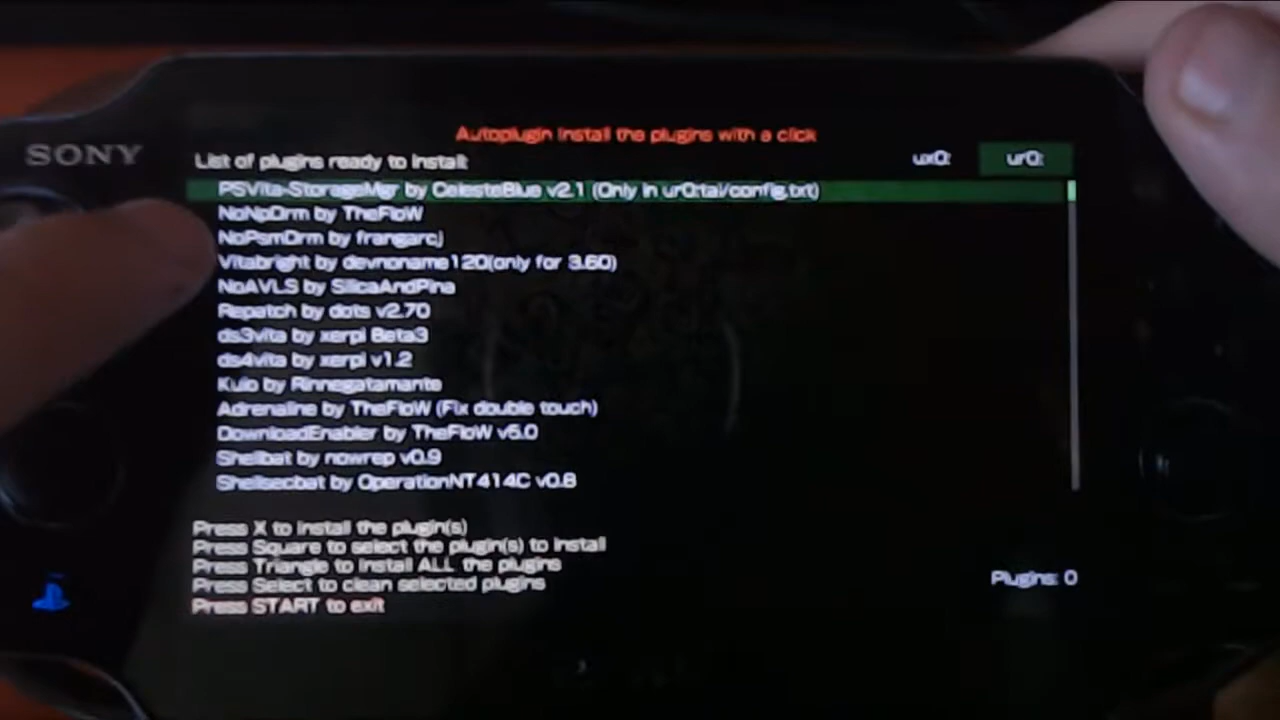 Autoplugin Install the plugins with a click
SONY
List of plugins ready to install:
ux0: ur0:
PSVita-StorageMgr by CelesteBlue v2.1 (Only in ur0:tai/config.txt)
NoNpDrm by TheFloW
NoPsmDrm by frangarcj
Vitabright by devnoname120(only for 3.60)
NoAVLS by SilicaAndPina
Repatch by dots v2.70
ds3vita by xerpi Beta3
ds4vita by xerpi v1.2
Kuio by Rinnegatamante
Adrenaline by TheFloW (Fix double touch)
DownloadEnabler by TheFloW v5.0
Shellbat by nowrep v0.9
Shellsecbat by OperationNT414C v0.8
Press X to install the plugin(s)
Press Square to select the plugin(s) to install
Press Triangle to install ALL the plugins
Press Select to clean selected plugins
Plugins: 0
Press START to exit